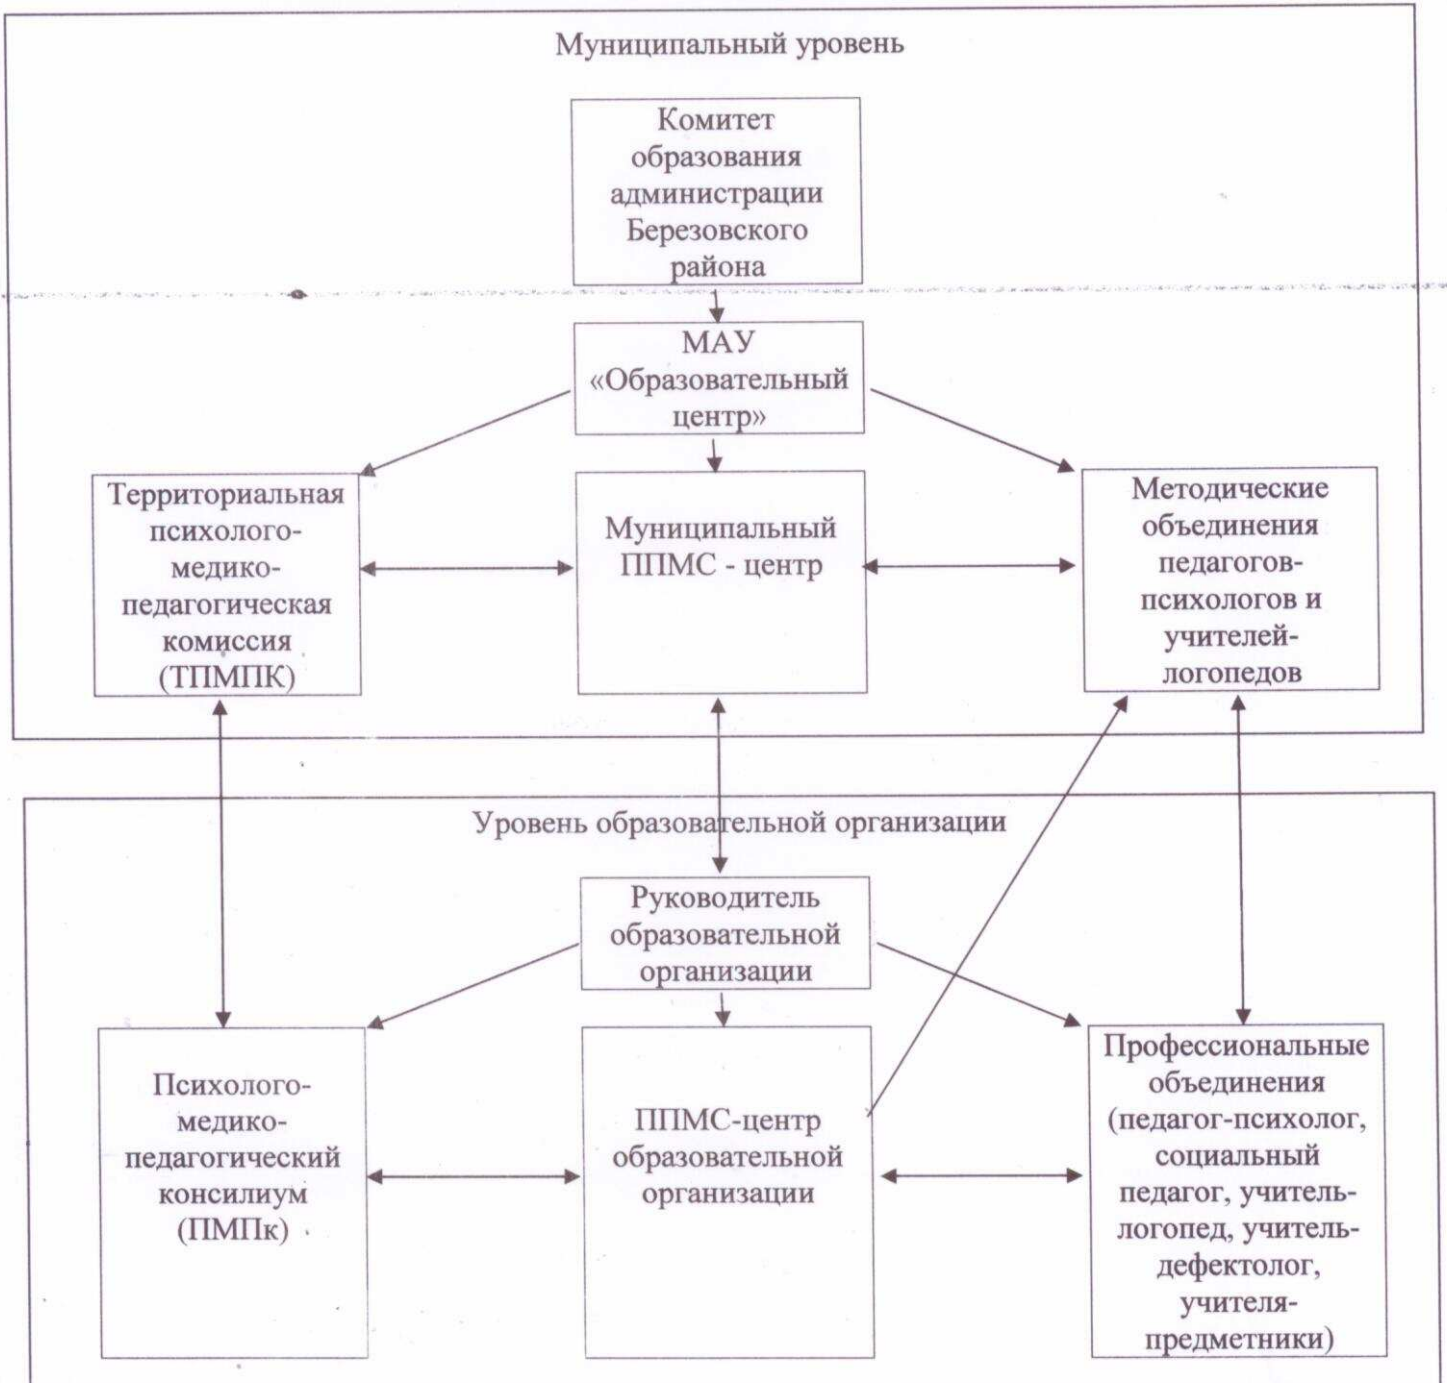 Муниципальный уровень
Комитет
образования
администрации
Березовского
района
МАУ
«Образовательный
центр»
Территориальная
психолого-
медико-
педагогическая
комиссия
(ТПМПК)
Муниципальный
ППМС - центр
Методические
объединения
педагогов-
психологов и
учителей-
логопедов
Уровень образовательной организации
Руководитель
образовательной
организации
Психолого-
медико-
педагогический
консилиум
(ПМПк)
ППМС-центр
образовательной
организации
Профессиональные
объединения
(педагог-психолог,
социальный
педагог, учитель-
логопед, учитель-
дефектолог,
учителя-
предметники)